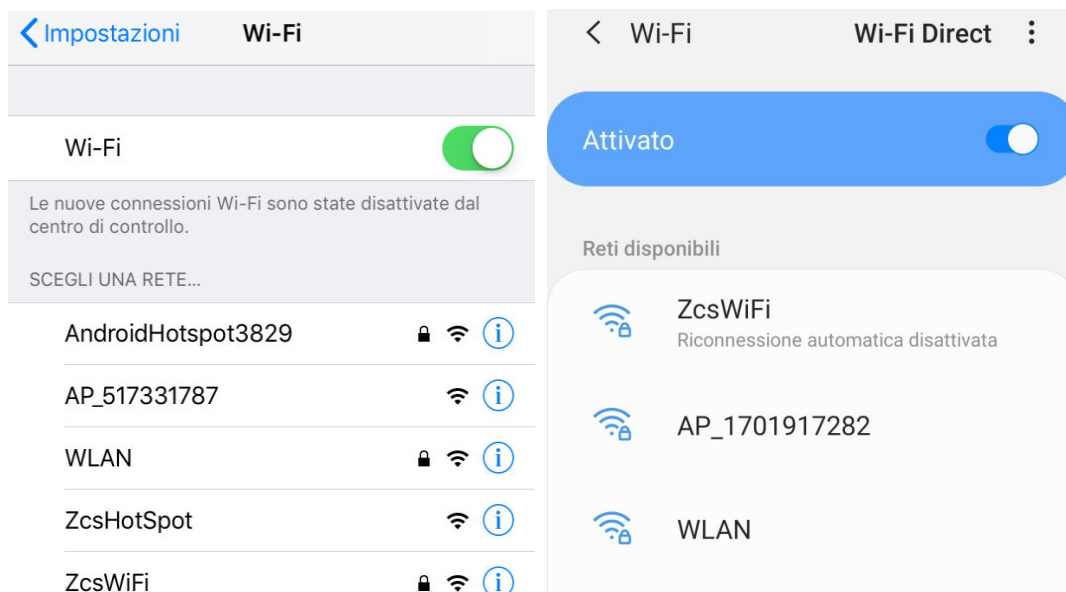 Impostazioni
Wi-Fi
Wi-Fi
Le nuove connessioni Wi-Fi sono state disattivate dal
centro di controllo.
SCEGLI UNA RETE...
AndroidHotspot3829
AP_517331787
WLAN
ZcsHotSpot
ZcsWiFi
Wi-Fi
Wi-Fi Direct
Attivato
Reti disponibili
ZcsWiFi
Riconnessione automatica disattivata
AP_1701917282
WLAN